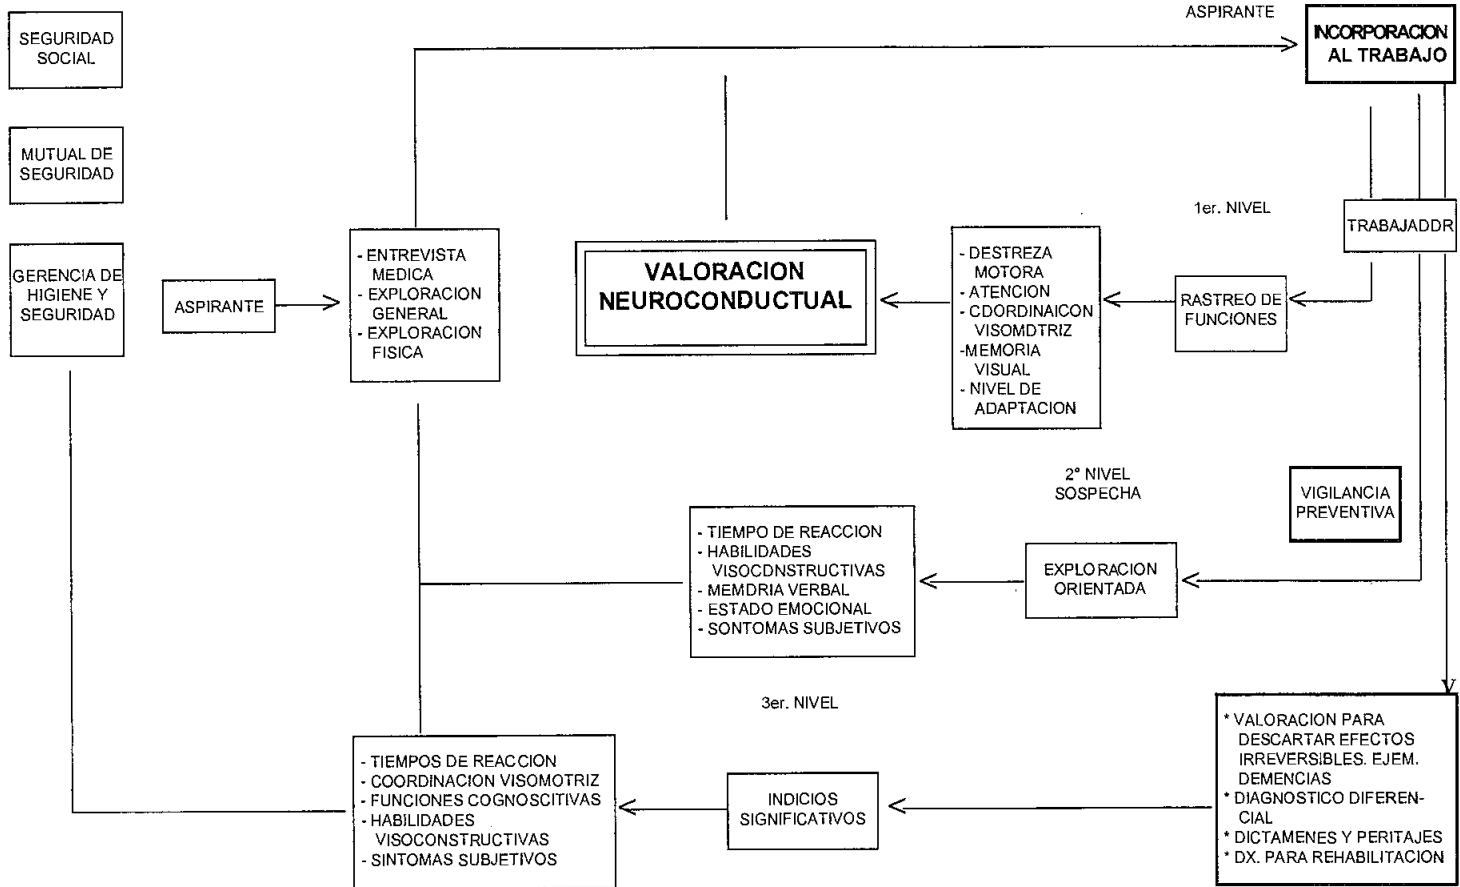 ASPIRANTE
INCORPORACION
AL TRABAJO
SEGURIDAD
SOCIAL
MUTUAL DE
SEGURIDAD
GERENCIA DE
HIGIENE Y
SEGURIDAD
ASPIRANTE
- ENTREVISTA
MEDICA
- EXPLORACION
GENERAL
- EXPLORACION
FISICA
VALORACION
NEUROCONDUCTUAL
- DESTREZA
MOTORA
- ATENCION
- CDORDINAICON
VISOMDTRIZ
-MEMORIA
VISUAL
- NIVEL DE
ADAPTACION
1er. NIVEL
RASTREO DE
FUNCIONES
TRABAJADDR
2° NIVEL
SOSPECHA
VIGILANCIA
PREVENTIVA
- TIEMPO DE REACCION
- HABILIDADES
VISOCDNSTRUCTIVAS
- MEMDRIA VERBAL
- ESTADO EMOCIONAL
- SONTOMAS SUBJETIVOS
EXPLORACION
ORIENTADA
3er. NIVEL
- TIEMPOS DE REACCION
- COORDINACION VISOMOTRIZ
- FUNCIONES COGNOSCITIVAS
- HABILIDADES
VISOCONSTRUCTIVAS
- SINTOMAS SUBJETIVOS
INDICIOS
SIGNIFICATIVOS
* VALORACION PARA
DESCARTAR EFECTOS
IRREVERSIBLES. EJEM.
DEMENCIAS
* DIAGNOSTICO DIFEREN-
CIAL
* DICTAMENES Y PERITAJES
* DX. PARA REHABILITACION